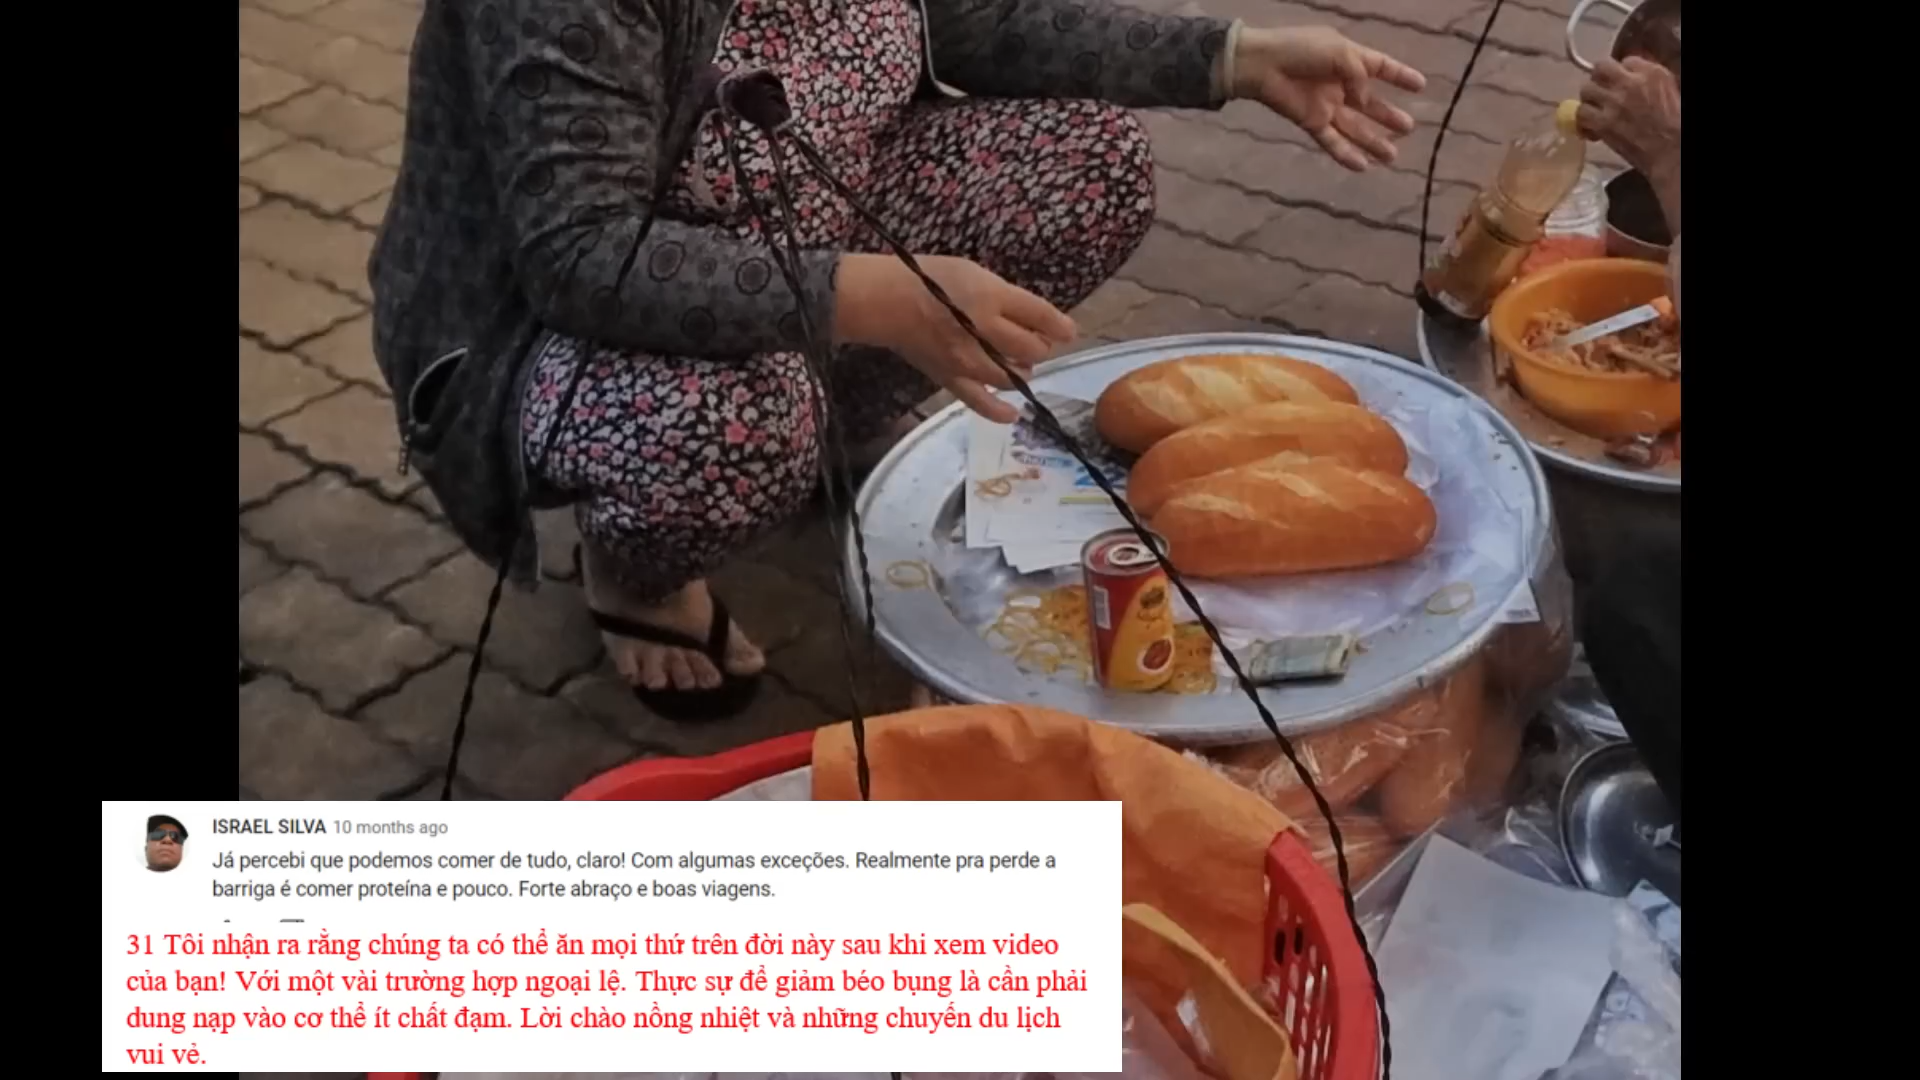 ISRAEL SILVA 10 months ago
Já percebi que podemos comer de tudo, claro! Com algumas exceções. Realmente pra perde a
barriga é comer proteína e pouco. Forte abraço e boas viagens.
31 Tôi nhận ra rằng chúng ta có thể ăn mọi thứ trên đời này sau khi xem video
của bạn! Với một vài trường hợp ngoại lệ. Thực sự để giảm béo bụng là cần phải
dung nạp vào cơ thể ít chất đạm. Lời chào nồng nhiệt và những chuyến du lịch
vui vẻ.